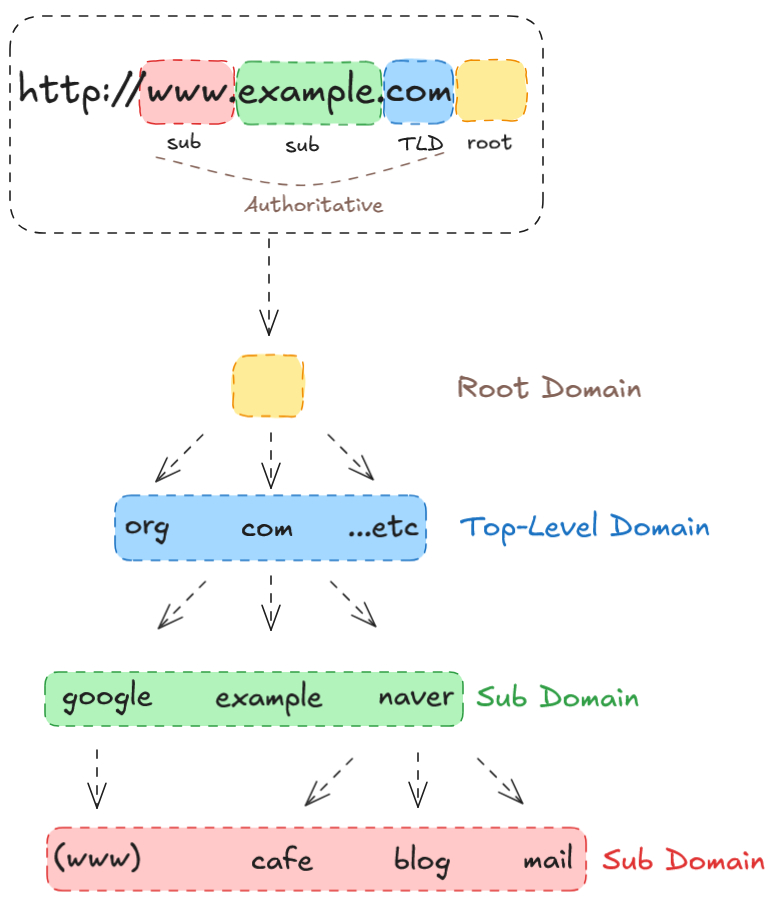 http://www.example.com
sub sub TLD root
Authoritative
Root Domain
org com ...etc Top-Level Domain
google example naver Sub Domain
(www) cafe blog mail Sub Domain